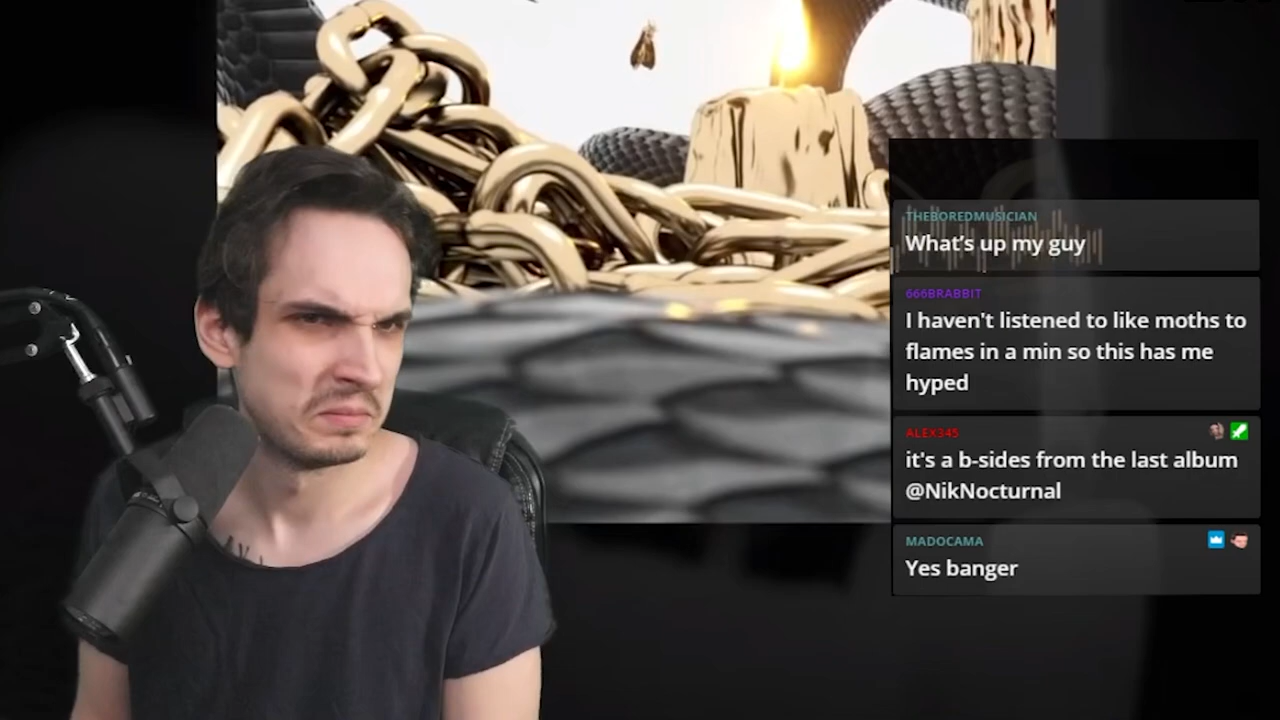 THEBOREDMUSICIAN
What's up my guy
666BRABBIT
I haven't listened to like moths to
flames in a min so this has me
hyped
ALEX345
it's a b-sides from the last album
@NikNocturnal
MADOCAMA
Yes banger